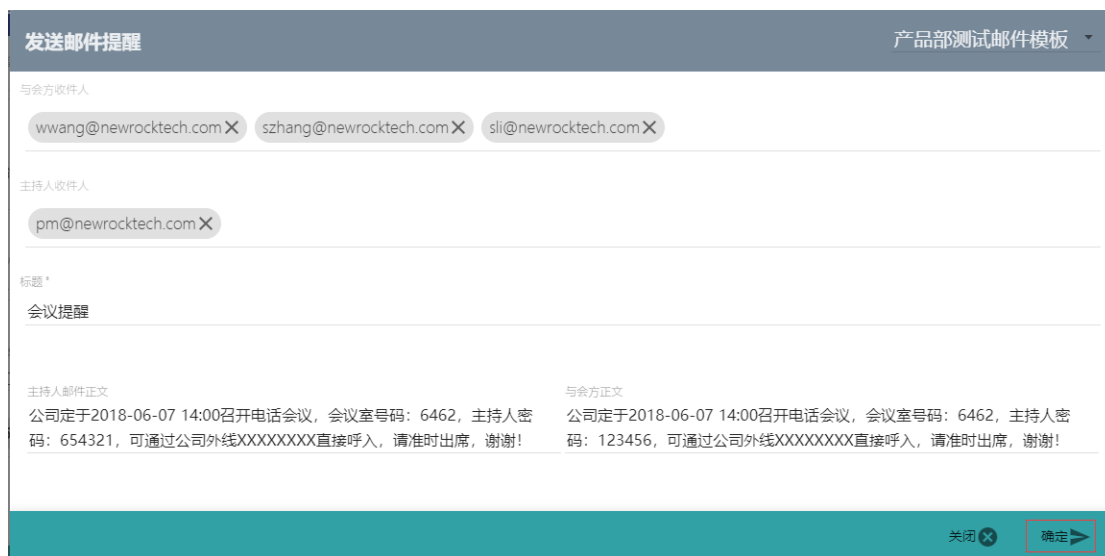 发送邮件提醒
产品部测试邮件模板
与会方收件人
wwang@newrocktech.com
szhang@newrocktech.com
sli@newrocktech.com
主持人收件人
pm@newrocktech.com
标题*
会议提醒
主持人邮件正文
公司定于2018-06-07 14:00召开电话会议，会议室号码：6462，主持人密
码：654321，可通过公司外线XXXXXXXX直接呼入，请准时出席，谢谢！
与会方正文
公司定于2018-06-07 14:00召开电话会议，会议室号码：6462，主持人密
码：123456，可通过公司外线XXXXXXXX直接呼入，请准时出席，谢谢！
关闭
确定